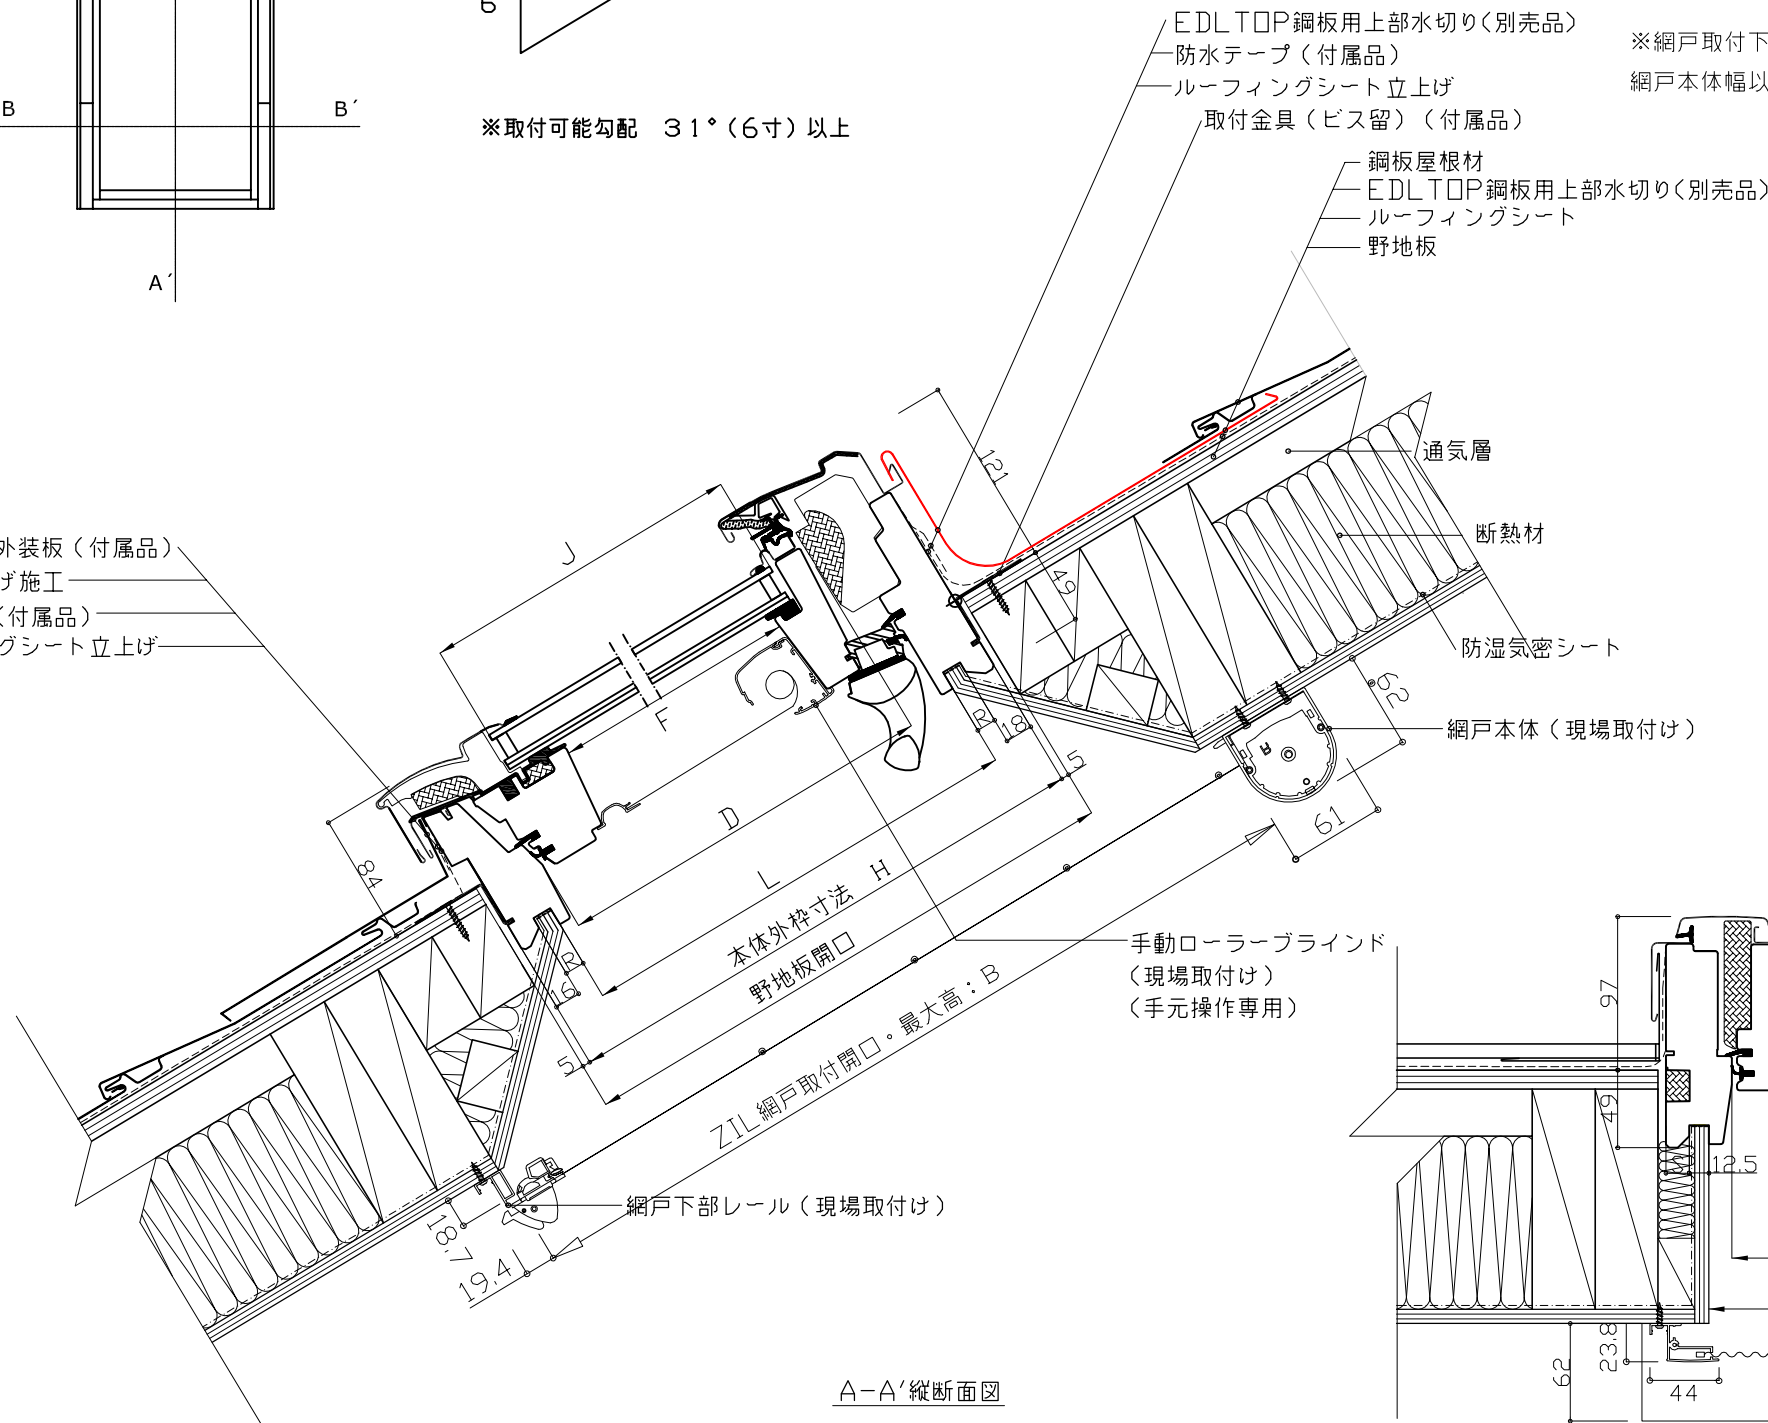 6
EDLTOP鋼板用上部水切り(別売品)
防水テープ(付属品)
ルーフィングシート立上げ
取付金具(ビス留)(付属品)
※網戸取付下
網戸本体幅以
B
B´
A´
※取付可能勾配　31°(6寸)以上
鋼板屋根材
EDLTOP鋼板用上部水切り(別売品)
ルーフィングシート
野地板
通気層
断熱材
防湿気密シート
網戸本体(現場取付け)
外装板(付属品)
げ施工
(付属品)
グシート立上げ
121
49
62
61
J
F
R
18
5
D
L
本体外枠寸法　H
野地板開口
ZIL網戸取付開口・最大高：B
84
R
16
5
手動ローラーブラインド
(現場取付け)
(手元操作専用)
網戸下部レール(現場取付け)
18.7
19.4
A-A´縦断面図
97
49
12.5
23.8
62
44